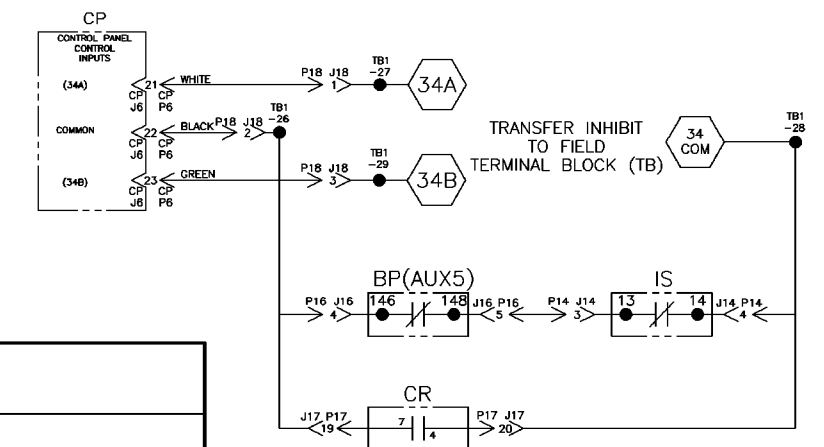 CP
CONTROL PANEL
CONTROL
INPUTS
(34A)
21
WHITE
CP
J6
CP
P6
P18 J18
1
TB1
-27
34A
COMMON
22
BLACK
CP
J6
CP
P6
P18 J18
2
TB1
-26
TRANSFER INHIBIT
TO FIELD
TERMINAL BLOCK (TB)
34
COM
TB1
-28
(34B)
23
GREEN
CP
J6
CP
P6
P18 J18
3
TB1
-29
34B
BP(AUX5)
IS
P16 J16
4
146
148
J16 P16
5
P14 J14
3
13
14
J14 P14
4
CR
J17 P17
19
7
4
P17 J17
20